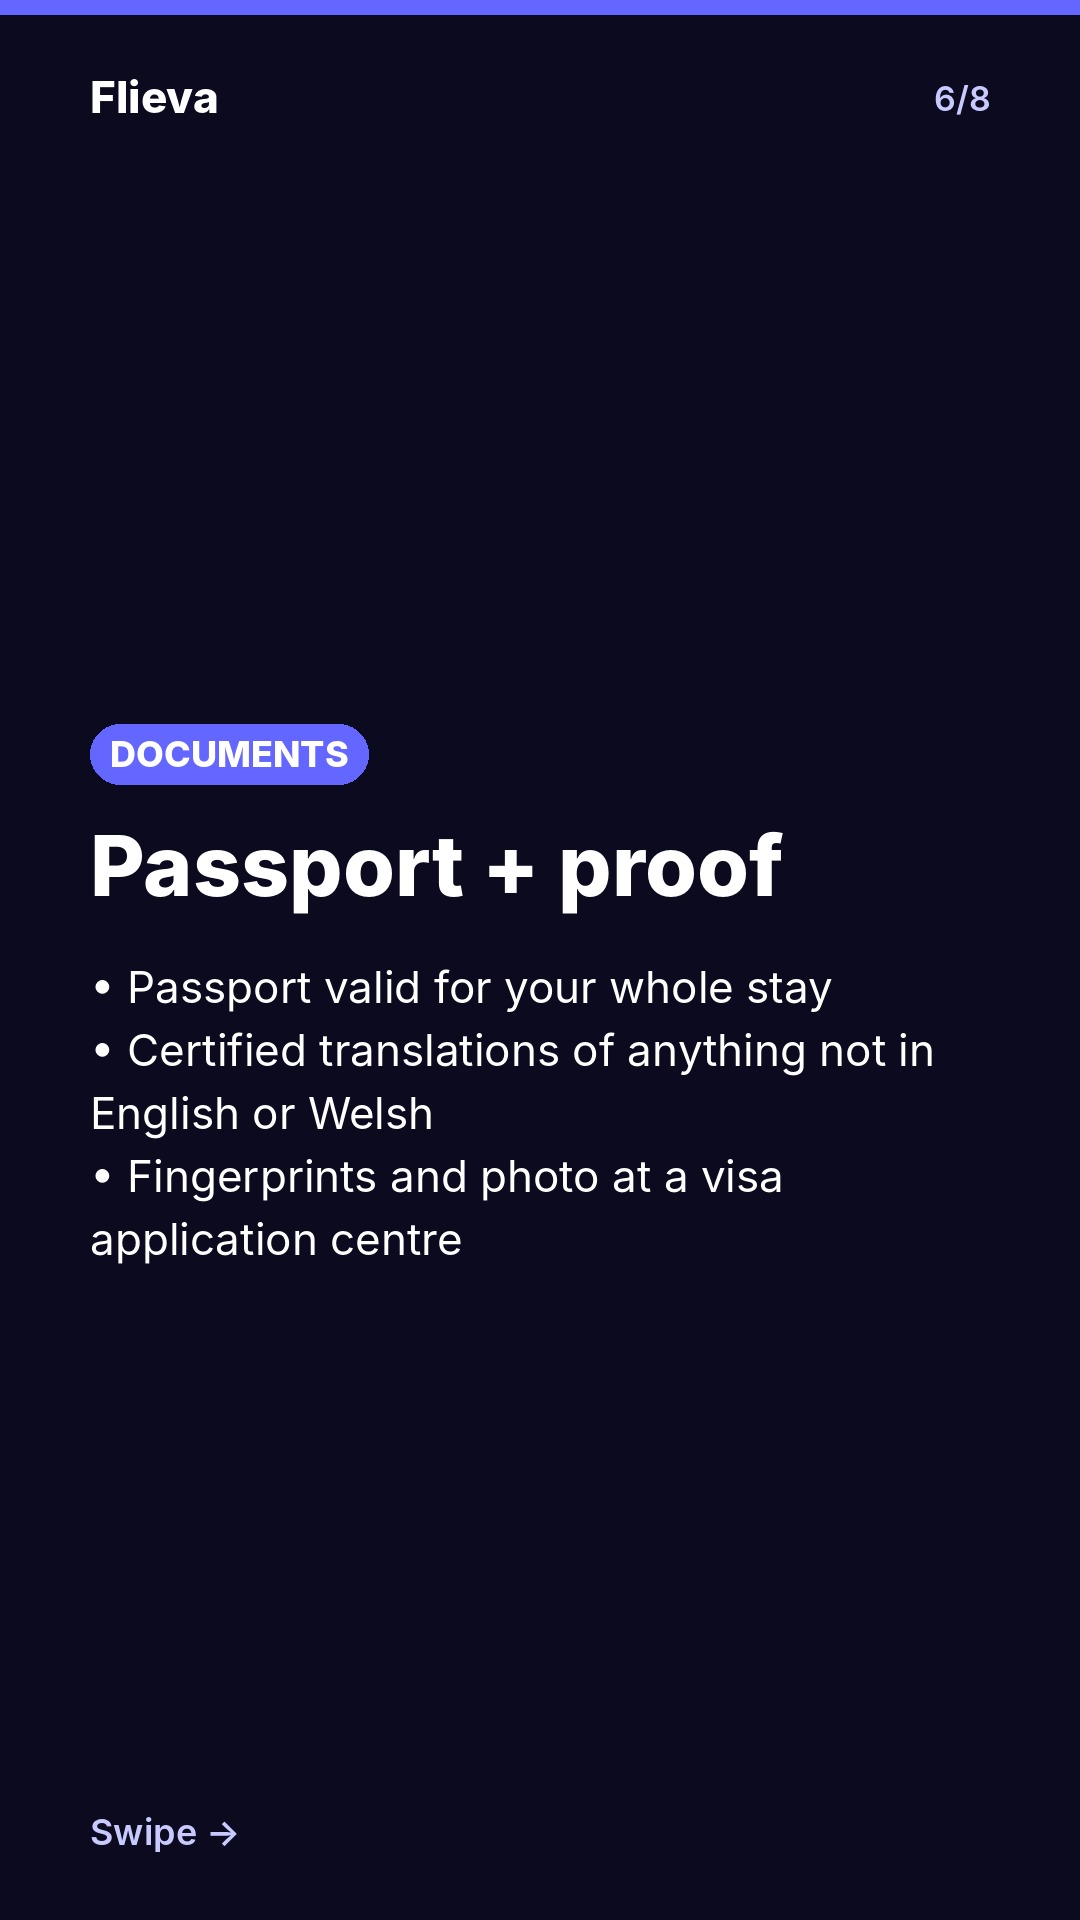 Flieva
6/8
DOCUMENTS
Passport + proof
• Passport valid for your whole stay
• Certified translations of anything not in
English or Welsh
• Fingerprints and photo at a visa
application centre
Swipe →